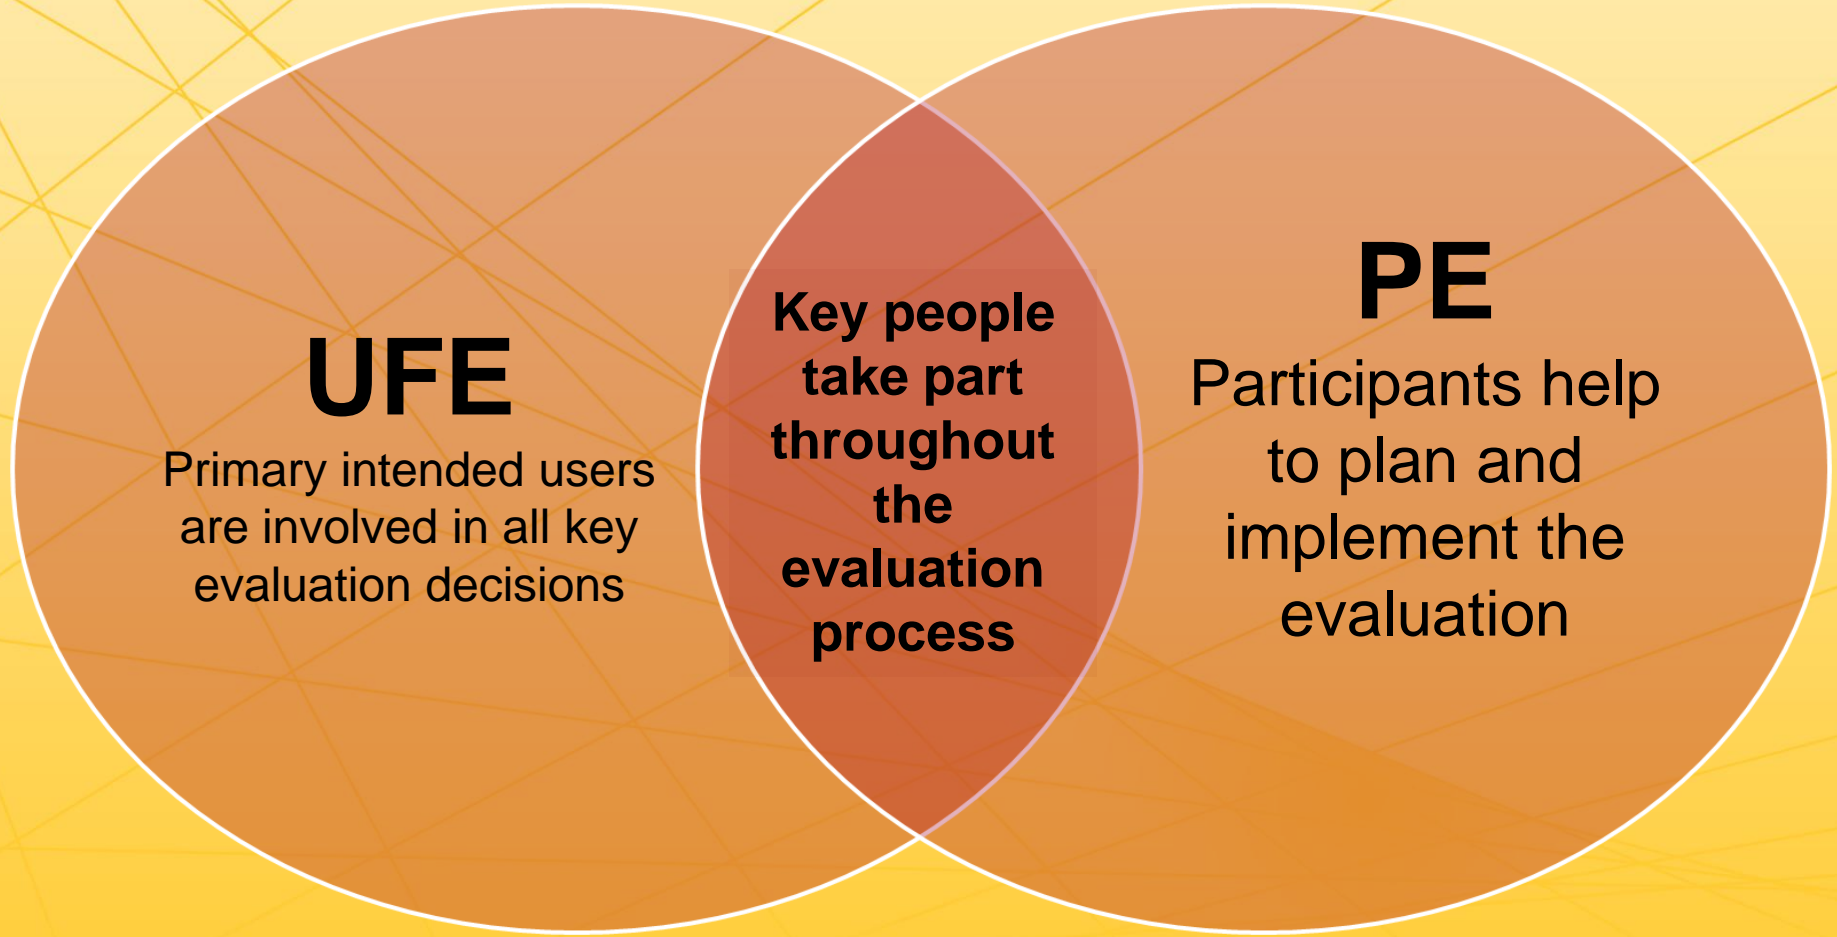 UFE
Primary intended users
are involved in all key
evaluation decisions
Key people
take part
throughout
the
evaluation
process
PE
Participants help
to plan and
implement the
evaluation